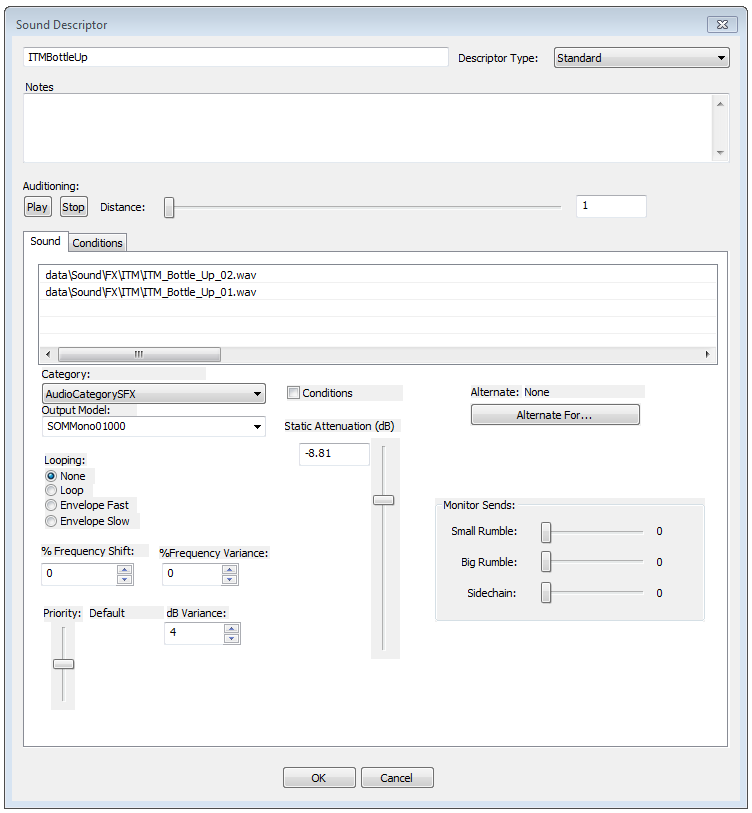 Sound Descriptor
ITMBottleUp
Descriptor Type: Standard
Notes
Auditioning:
Play Stop Distance: 1
Sound Conditions
data\Sound\FX\ITM\ITM_Bottle_Up_02.wav
data\Sound\FX\ITM\ITM_Bottle_Up_01.wav
Category:
AudioCategorySFX
Conditions
Alternate: None
Alternate For...
Output Model:
SOMMono01000
Static Attenuation (dB)
-8.81
Looping:
None
Loop
Envelope Fast
Envelope Slow
Monitor Sends:
Small Rumble: 0
Big Rumble: 0
Sidechain: 0
% Frequency Shift: %Frequency Variance:
0 0
Priority: Default dB Variance:
4
OK Cancel